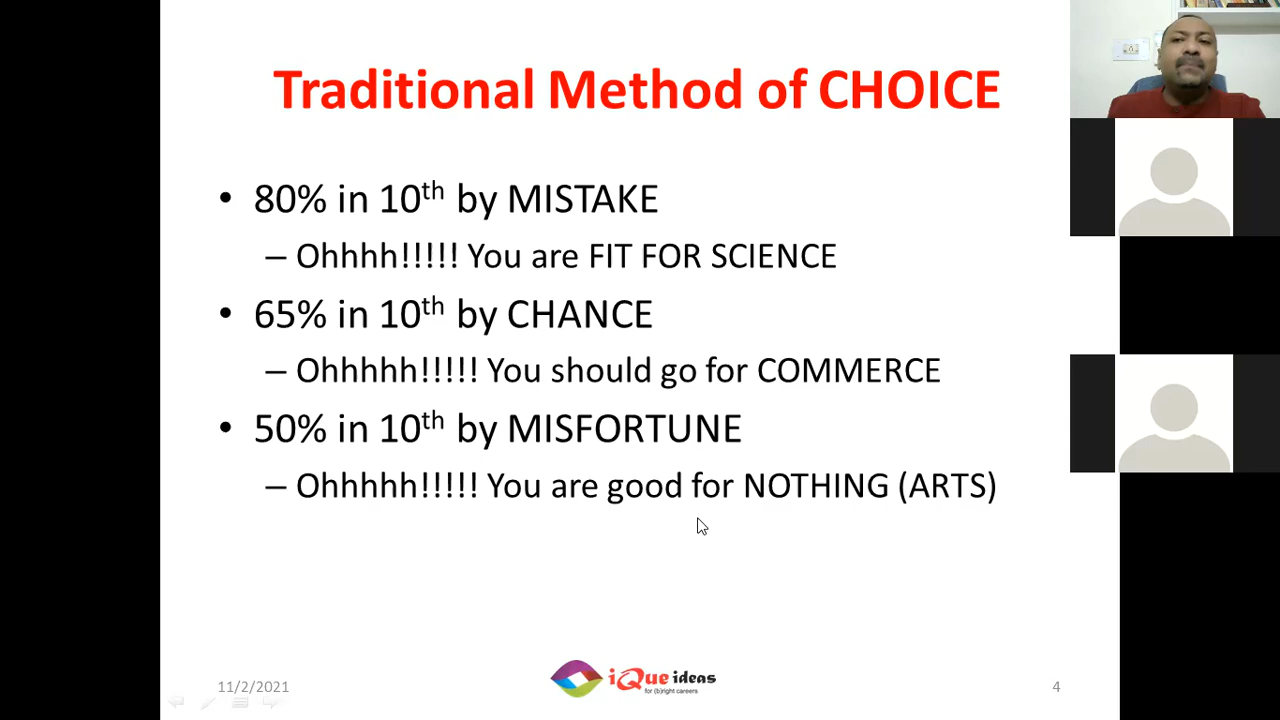 Traditional Method of CHOICE
• 80% in 10th by MISTAKE
– Ohhhh!!!!! You are FIT FOR SCIENCE
• 65% in 10th by CHANCE
– Ohhhhh!!!!! You should go for COMMERCE
• 50% in 10th by MISFORTUNE
– Ohhhhh!!!!! You are good for NOTHING (ARTS)
11/2/2021
iQue ideas
for (b)right careers
4